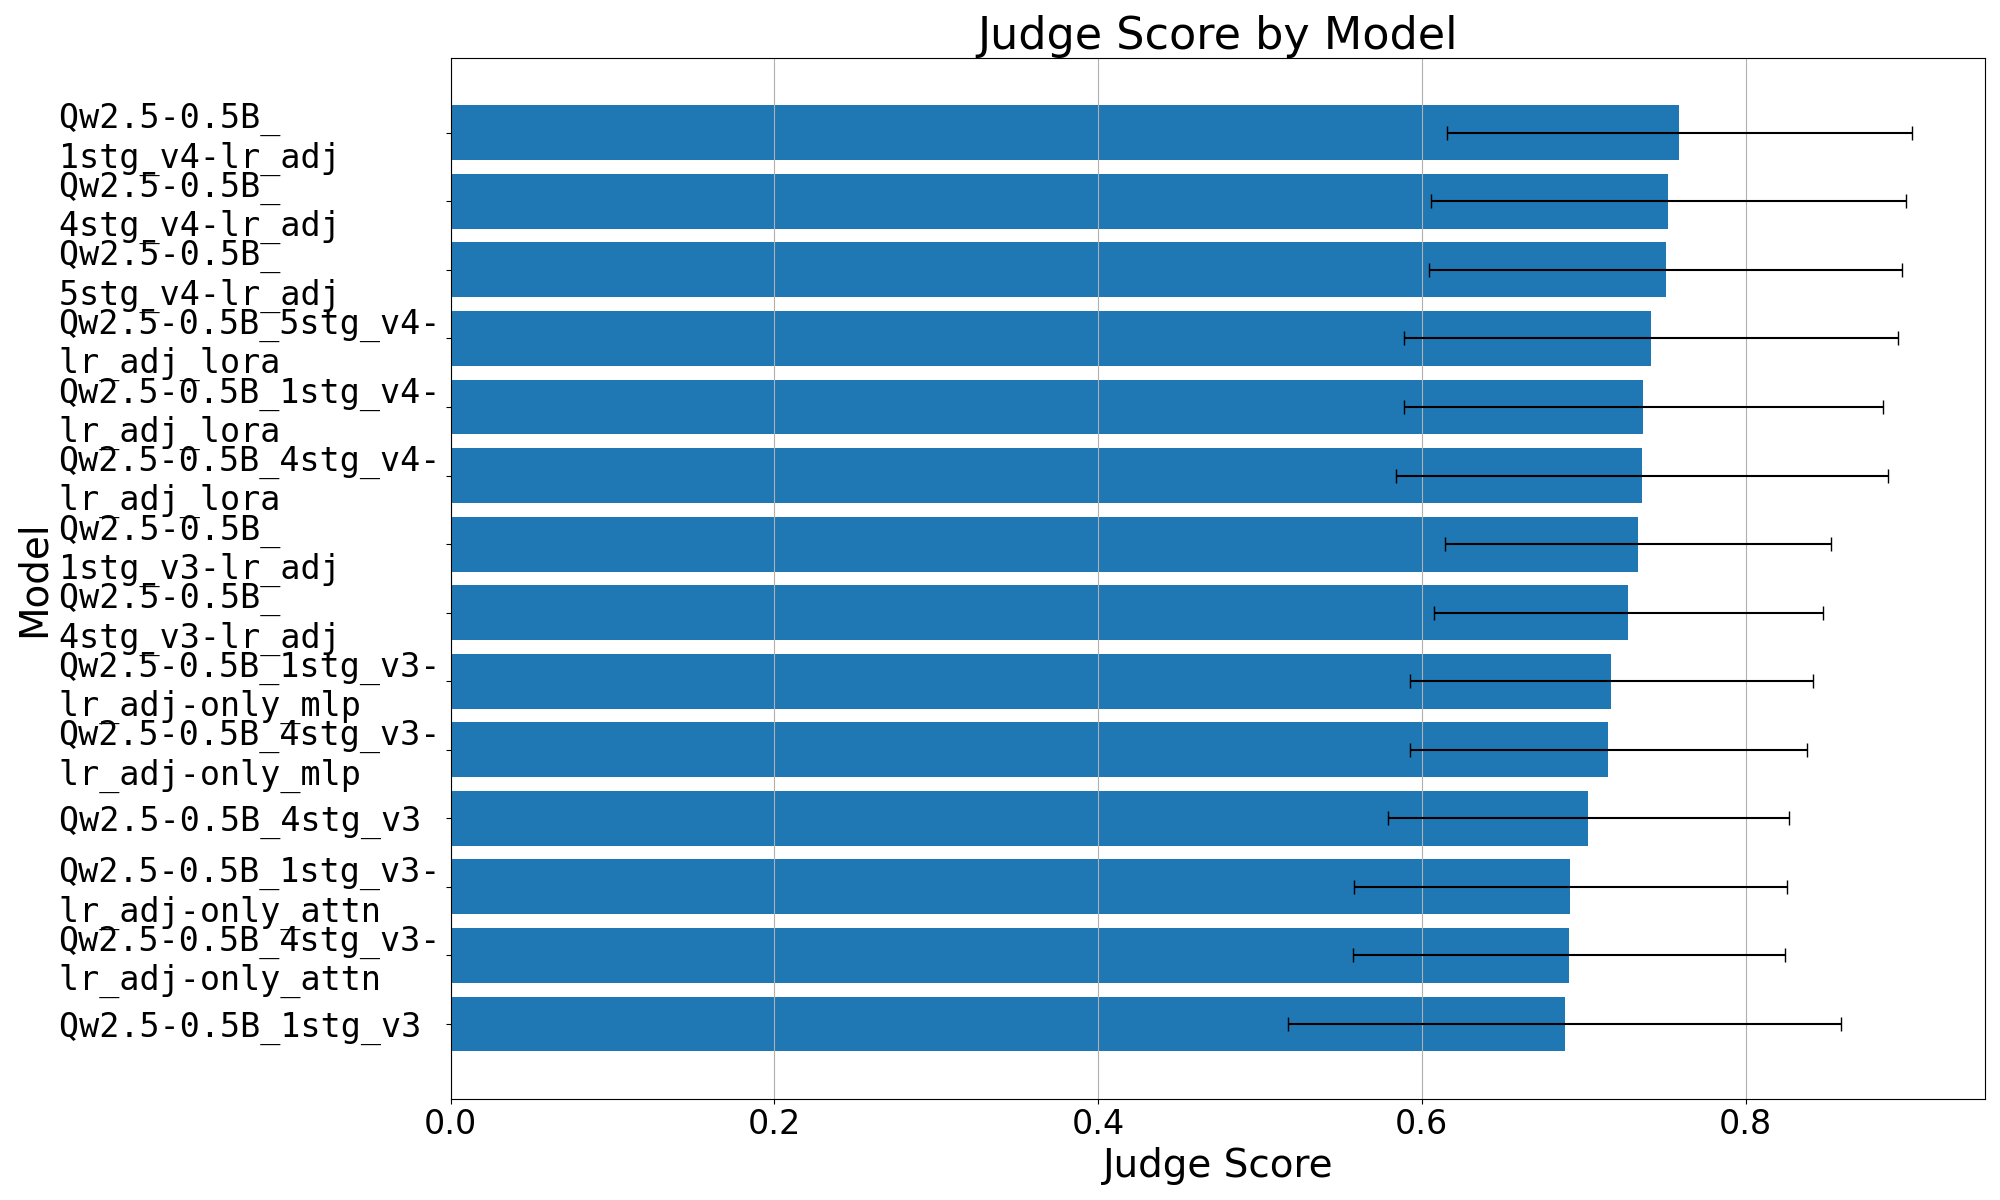 Judge Score by Model
Qw2.5-0.5B_
1stg_v4-lr_adj
Qw2.5-0.5B_
4stg_v4-lr_adj
Qw2.5-0.5B_
5stg_v4-lr_adj
Qw2.5-0.5B_5stg_v4-
lr_adj_lora
Qw2.5-0.5B_1stg_v4-
lr_adj_lora
Qw2.5-0.5B_4stg_v4-
lr_adj_lora
Qw2.5-0.5B_
1stg_v3-lr_adj
Qw2.5-0.5B_
4stg_v3-lr_adj
Qw2.5-0.5B_1stg_v3-
lr_adj-only_mlp
Qw2.5-0.5B_4stg_v3-
lr_adj-only_mlp
Qw2.5-0.5B_4stg_v3
Qw2.5-0.5B_1stg_v3-
lr_adj-only_attn
Qw2.5-0.5B_4stg_v3-
lr_adj-only_attn
Qw2.5-0.5B_1stg_v3
Model
0.0 0.2 0.4 0.6 0.8
Judge Score